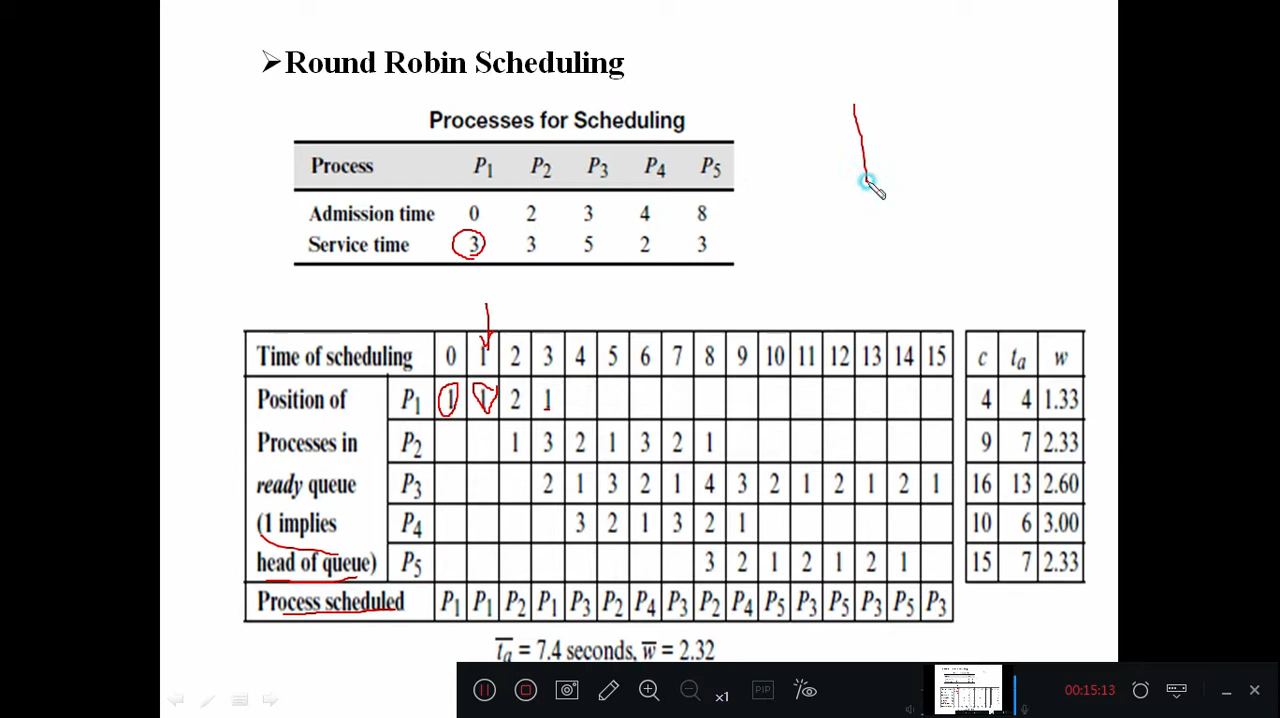 ➢Round Robin Scheduling
Processes for Scheduling
Process P1 P2 P3 P4 P5
Admission time 0 2 3 4 8
Service time 3 3 5 2 3
Time of scheduling 0 1 2 3 4 5 6 7 8 9 10 11 12 13 14 15 c ta w
Position of P1 1 1 2 1 4 4 1.33
Processes in P2 1 3 2 1 3 2 1 9 7 2.33
ready queue P3 2 1 3 2 1 4 3 2 1 2 1 2 1 16 13 2.60
(1 implies P4 3 2 1 3 2 1 10 6 3.00
head of queue) P5 3 2 1 2 1 2 1 15 7 2.33
Process scheduled P1 P1 P2 P1 P3 P2 P4 P3 P2 P4 P5 P3 P5 P3 P5 P3
ta = 7.4 seconds, w = 2.32
x1 PIP 00:15:13